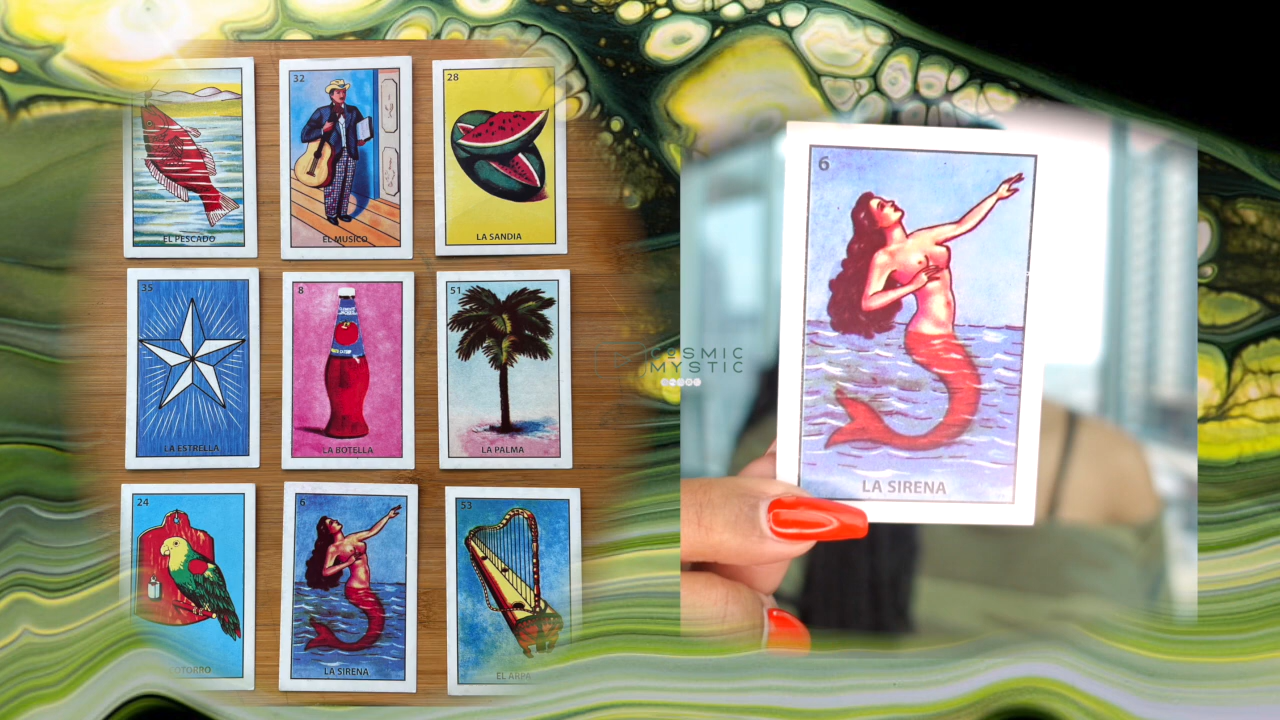 EL PESCADO
32
EL MUSICO
28
LA SANDIA
35
LA ESTRELLA
8
LA BOTELLA
51
LA PALMA
24
COTORRO
6
LA SIRENA
53
EL ARPA
COSMIC
MYSTIC
6
LA SIRENA